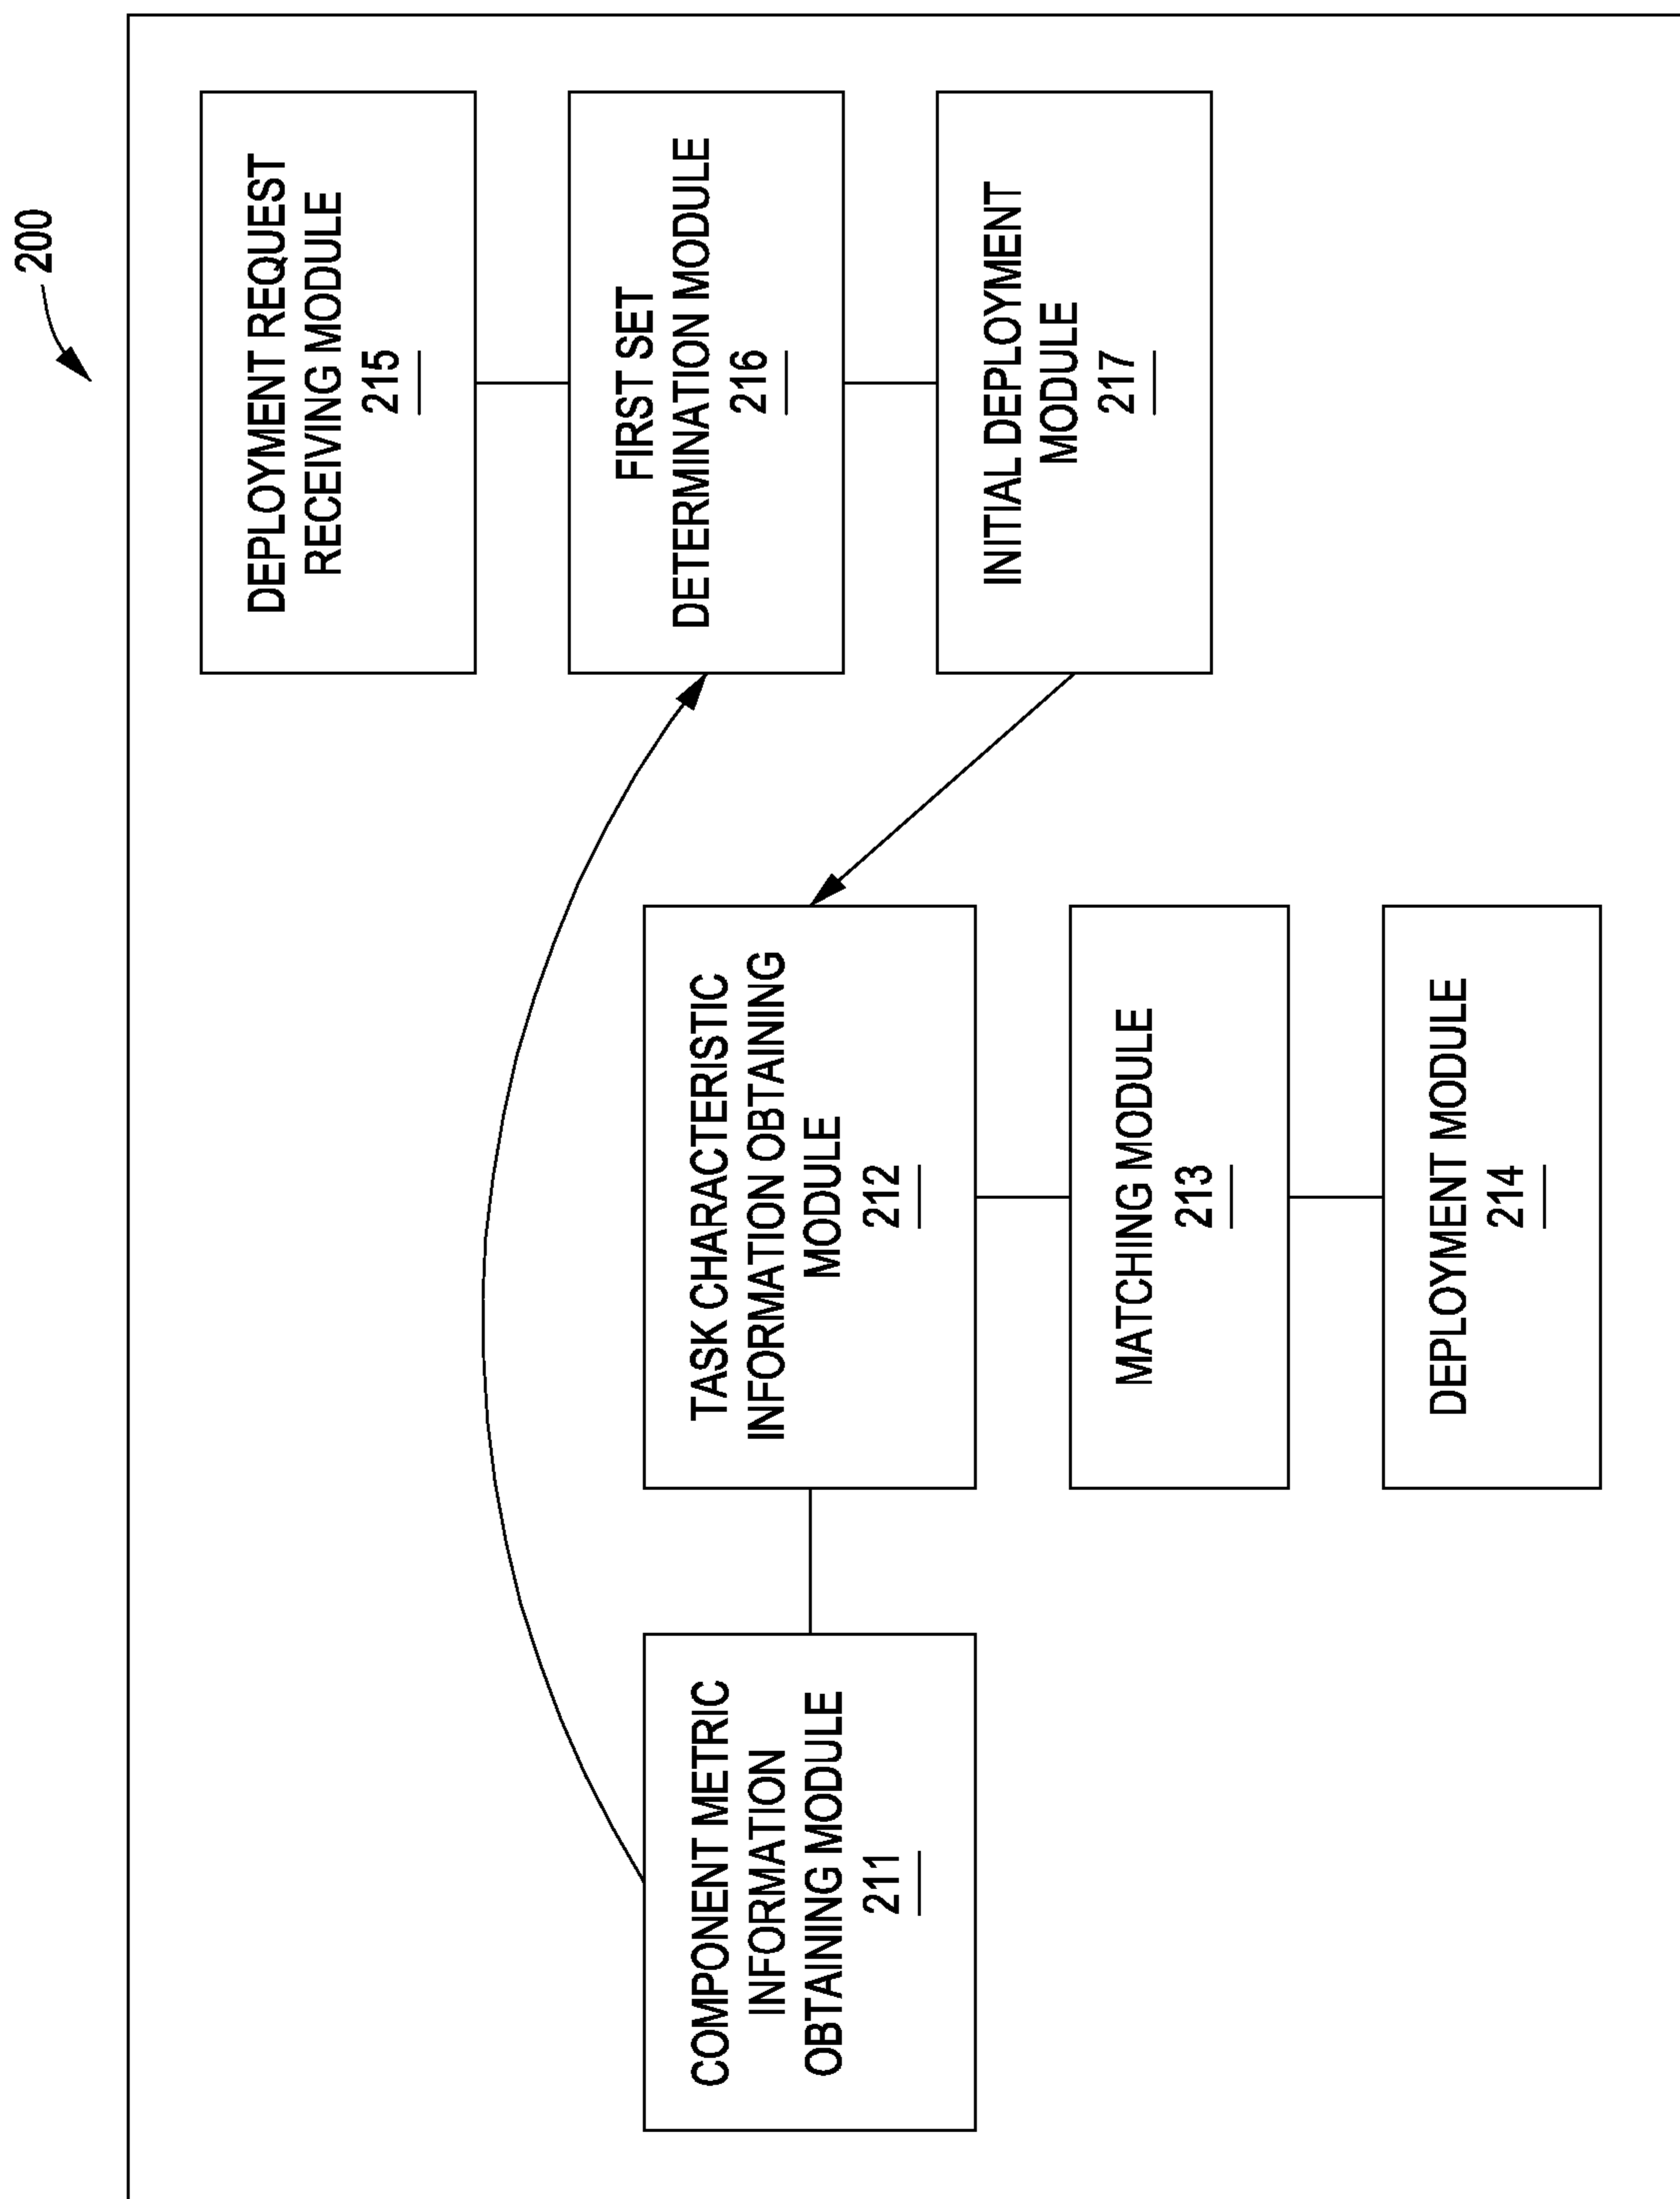 200
DEPLOYMENT REQUEST
RECEIVING MODULE
215
FIRST SET
DETERMINATION MODULE
216
INITIAL DEPLOYMENT
MODULE
217
TASK CHARACTERISTIC
INFORMATION OBTAINING
MODULE
212
MATCHING MODULE
213
DEPLOYMENT MODULE
214
COMPONENT METRIC
INFORMATION
OBTAINING MODULE
211